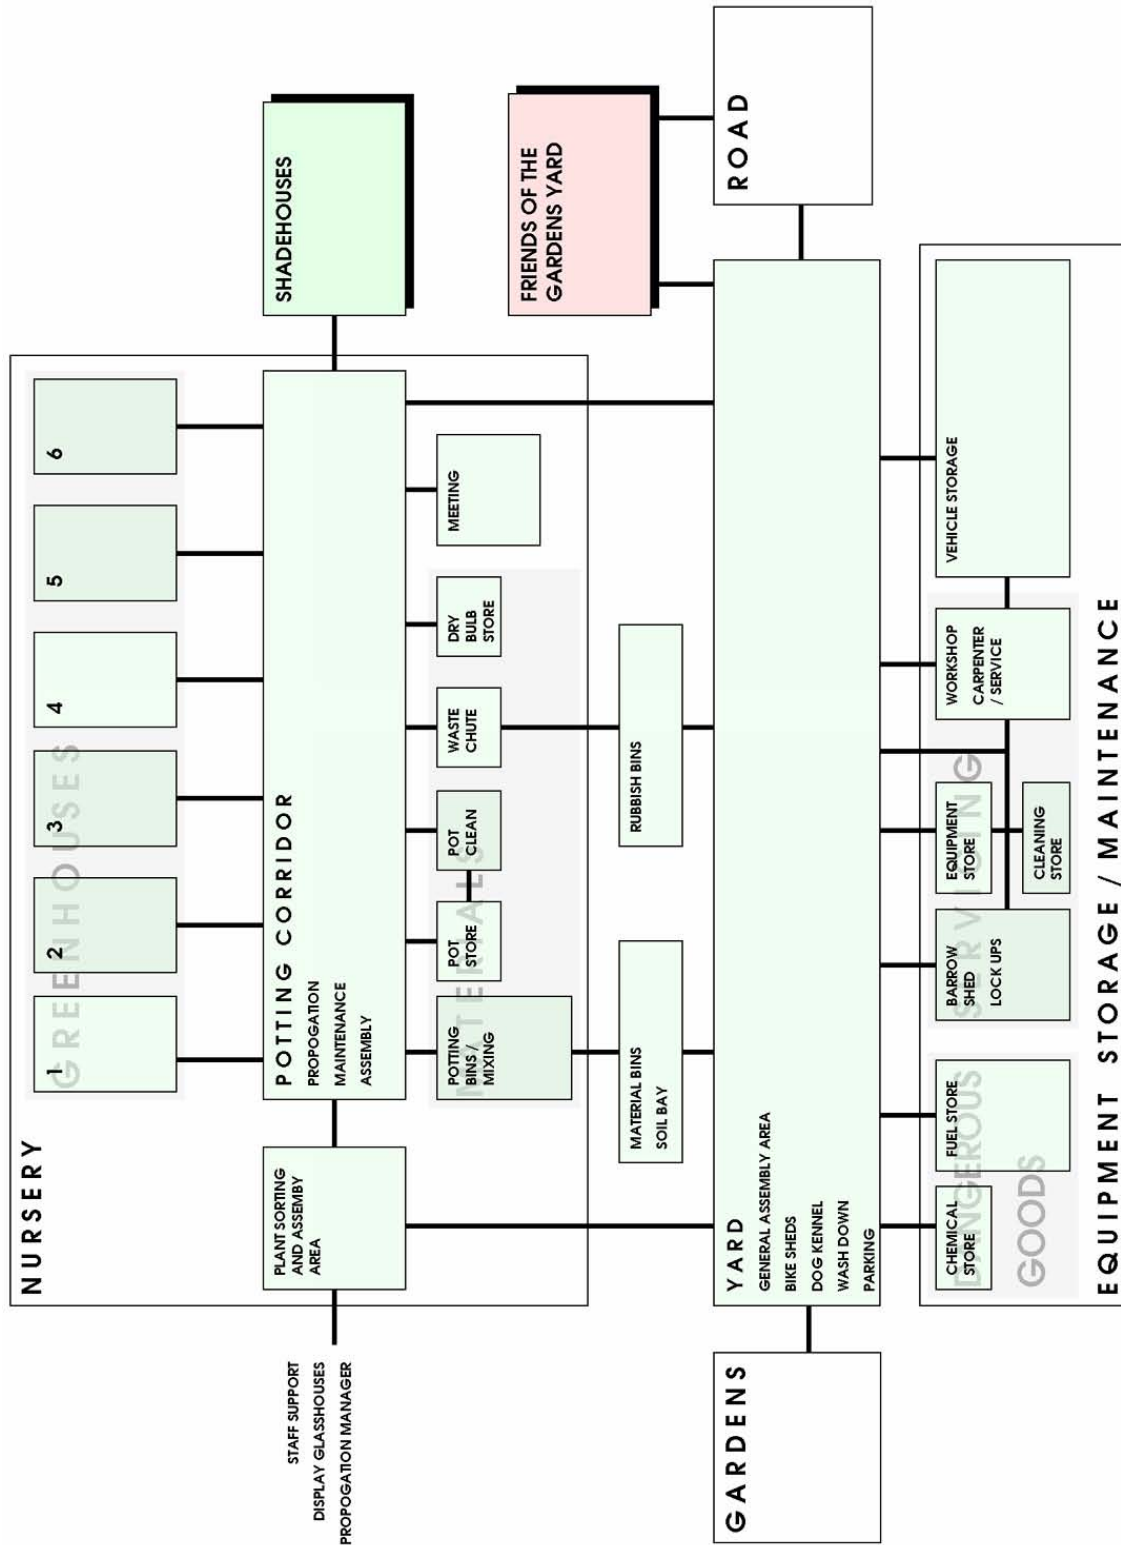 NURSERY
GREENHOUSES
1
2
3
4
5
6
STAFF SUPPORT
DISPLAY GLASSHOUSES
PROPOGATION MANAGER
PLANT SORTING
AND ASSEMBY
AREA
POTTING CORRIDOR
PROPOGATION
MAINTENANCE
ASSEMBLY
SHADEHOUSES
MATERIALS
POTTING
BINS /
MIXING
POT
STORE
POT
CLEAN
WASTE
CHUTE
DRY
BULB
STORE
MEETING
FRIENDS OF THE
GARDENS YARD
MATERIAL BINS
SOIL BAY
RUBBISH BINS
GARDENS
YARD
GENERAL ASSEMBLY AREA
BIKE SHEDS
DOG KENNEL
WASH DOWN
PARKING
ROAD
DANGEROUS
GOODS
CHEMICAL
STORE
FUEL STORE
SERVICING
BARROW
SHED
LOCK UPS
EQUIPMENT
STORE
CLEANING
STORE
WORKSHOP
CARPENTER
/ SERVICE
VEHICLE STORAGE
EQUIPMENT STORAGE / MAINTENANCE